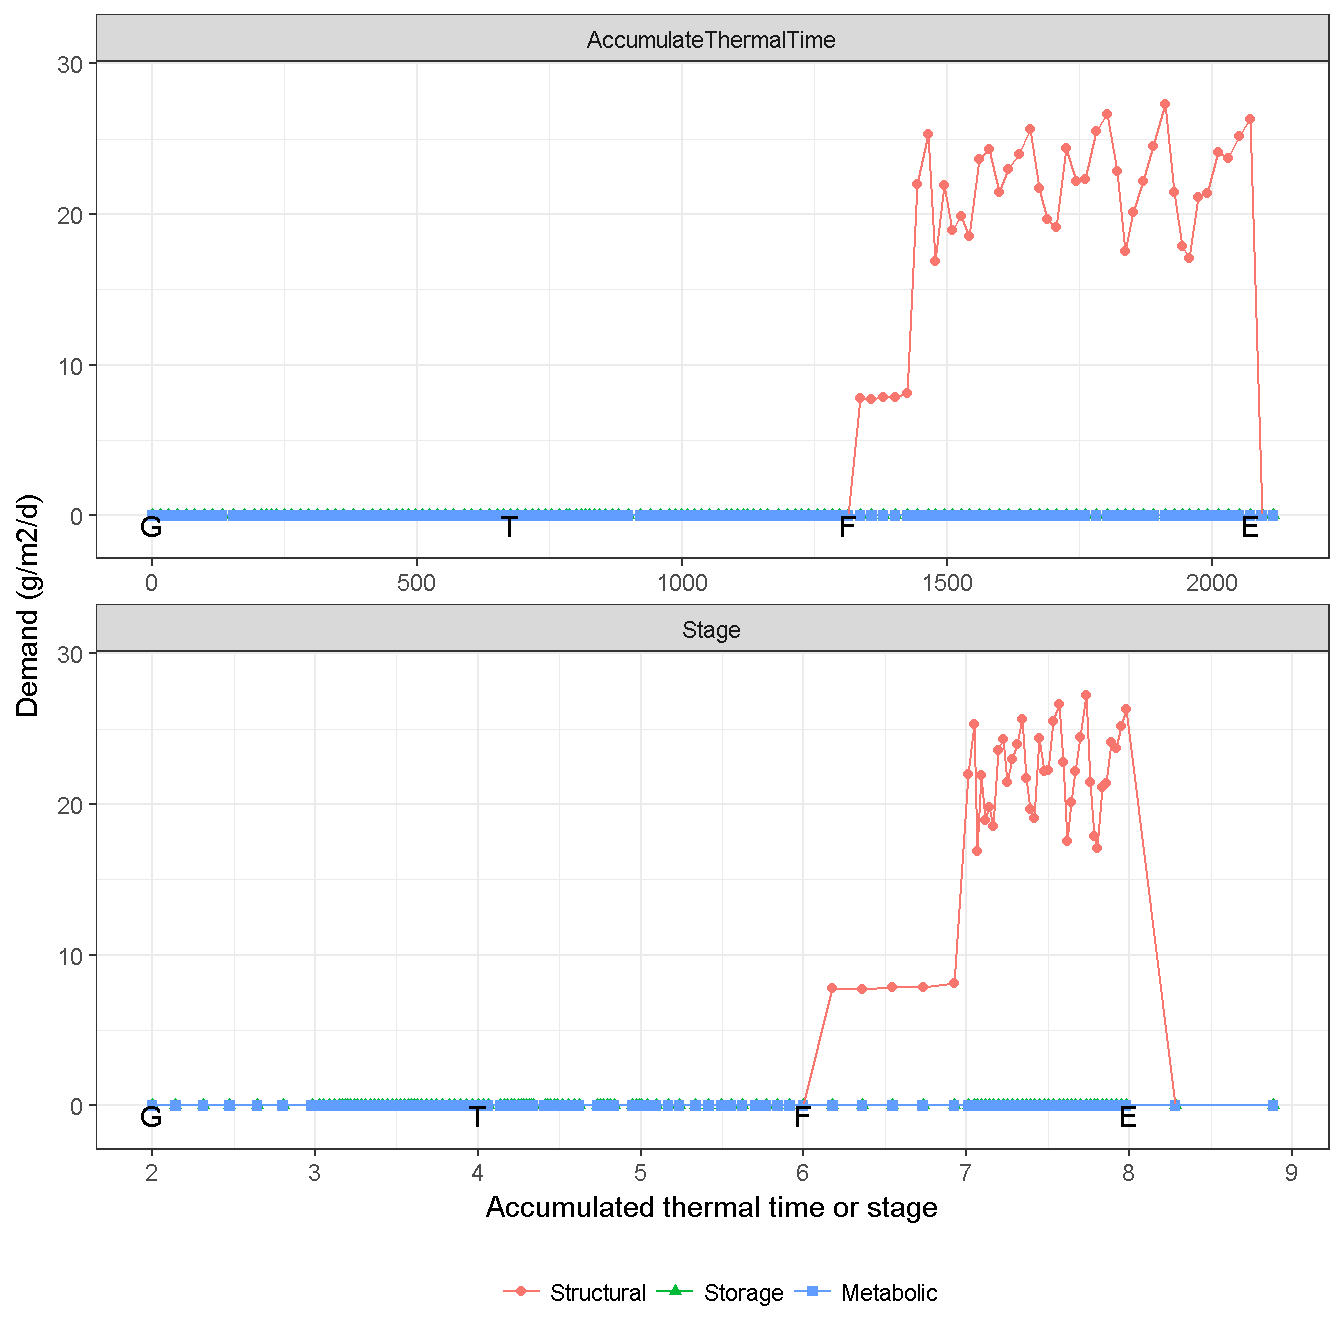 AccumulateThermalTime
30
20
10
0
G T F E
0 500 1000 1500 2000
Demand (g/m2/d)
Stage
30
20
10
0
G T F E
2 3 4 5 6 7 8 9
Accumulated thermal time or stage
Structural Storage Metabolic